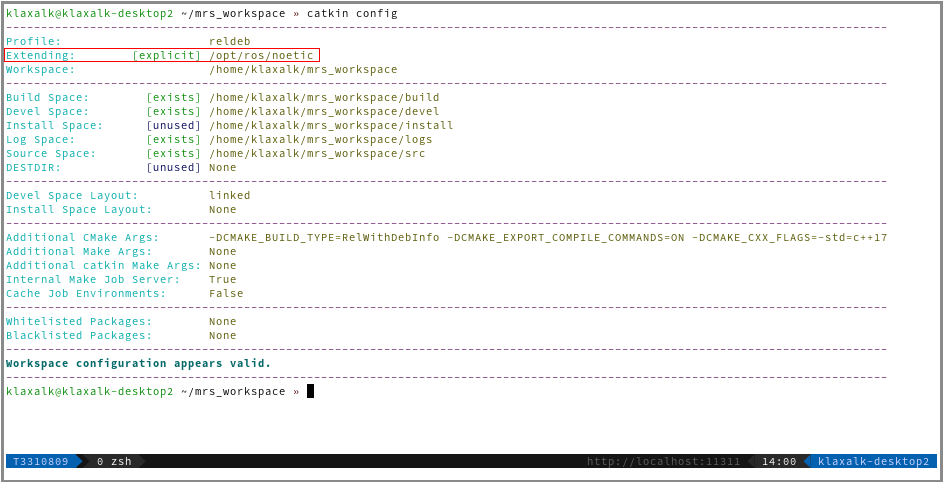 klaxalk@klaxalk-desktop2 ~/mrs_workspace » catkin config
Profile: reldeb
Extending: [explicit] /opt/ros/noetic
Workspace: /home/klaxalk/mrs_workspace
Build Space: [exists] /home/klaxalk/mrs_workspace/build
Devel Space: [exists] /home/klaxalk/mrs_workspace/devel
Install Space: [unused] /home/klaxalk/mrs_workspace/install
Log Space: [exists] /home/klaxalk/mrs_workspace/logs
Source Space: [exists] /home/klaxalk/mrs_workspace/src
DESTDIR: [unused] None
Devel Space Layout: linked
Install Space Layout: None
Additional CMake Args: -DCMAKE_BUILD_TYPE=RelWithDebInfo -DCMAKE_EXPORT_COMPILE_COMMANDS=ON -DCMAKE_CXX_FLAGS=-std=c++17
Additional Make Args: None
Additional catkin Make Args: None
Internal Make Job Server: True
Cache Job Environments: False
Whitelisted Packages: None
Blacklisted Packages: None
Workspace configuration appears valid.
klaxalk@klaxalk-desktop2 ~/mrs_workspace »
T3310809 0 zsh http://localhost:11311 14:00 klaxalk-desktop2